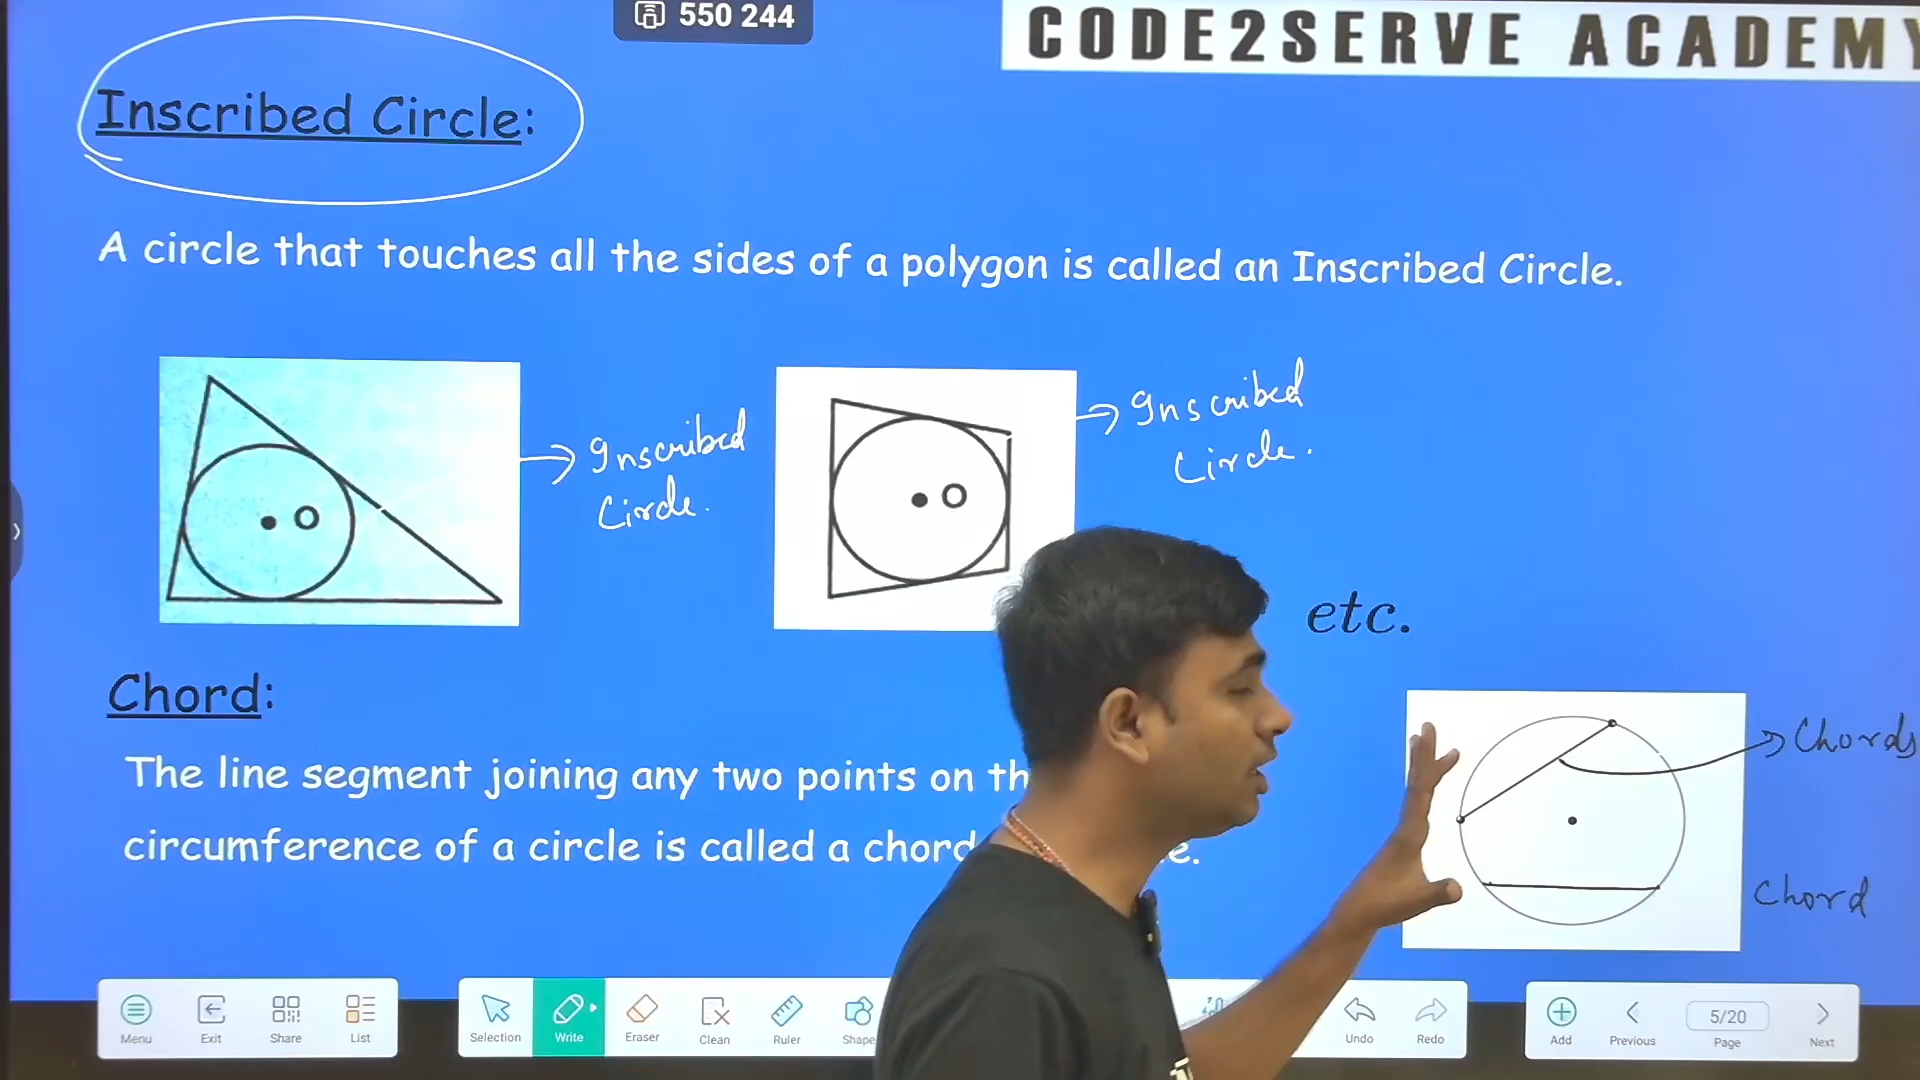 550 244
CODE2SERVE ACADEMY
Inscribed Circle:
A circle that touches all the sides of a polygon is called an Inscribed Circle.
O
→ Inscribed
Circle.
O
→ Inscribed
Circle.
etc.
Chord:
The line segment joining any two points on th
circumference of a circle is called a chord
e.
→ Chords
Chord
Menu
Exit
Share
List
Selection
Write
Eraser
Clean
Ruler
Shape
Undo
Redo
Add
Previous
5/20
Page
Next